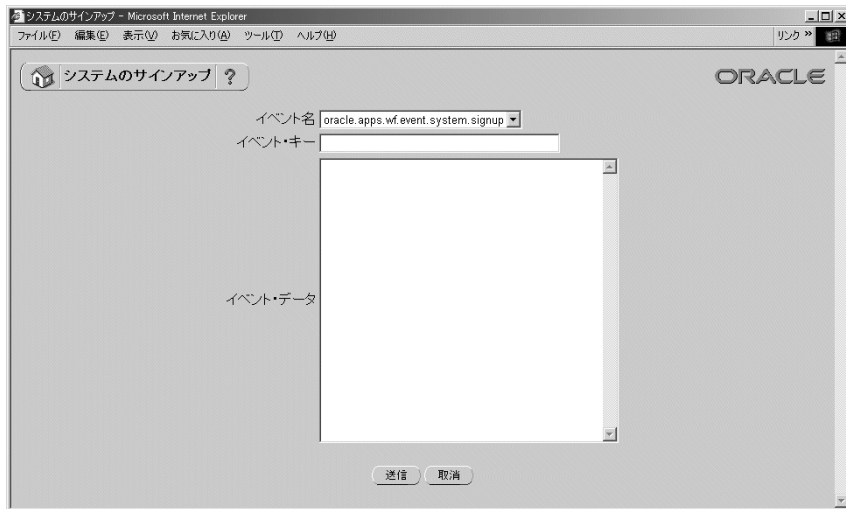 システムのサインアップ - Microsoft Internet Explorer
ファイル(F) 編集(E) 表示(V) お気に入り(A) ツール(T) ヘルプ(H) リンク »
システムのサインアップ ? ORACLE
イベント名 oracle.apps.wf.event.system.signup
イベント・キー
イベント・データ
送信 取消